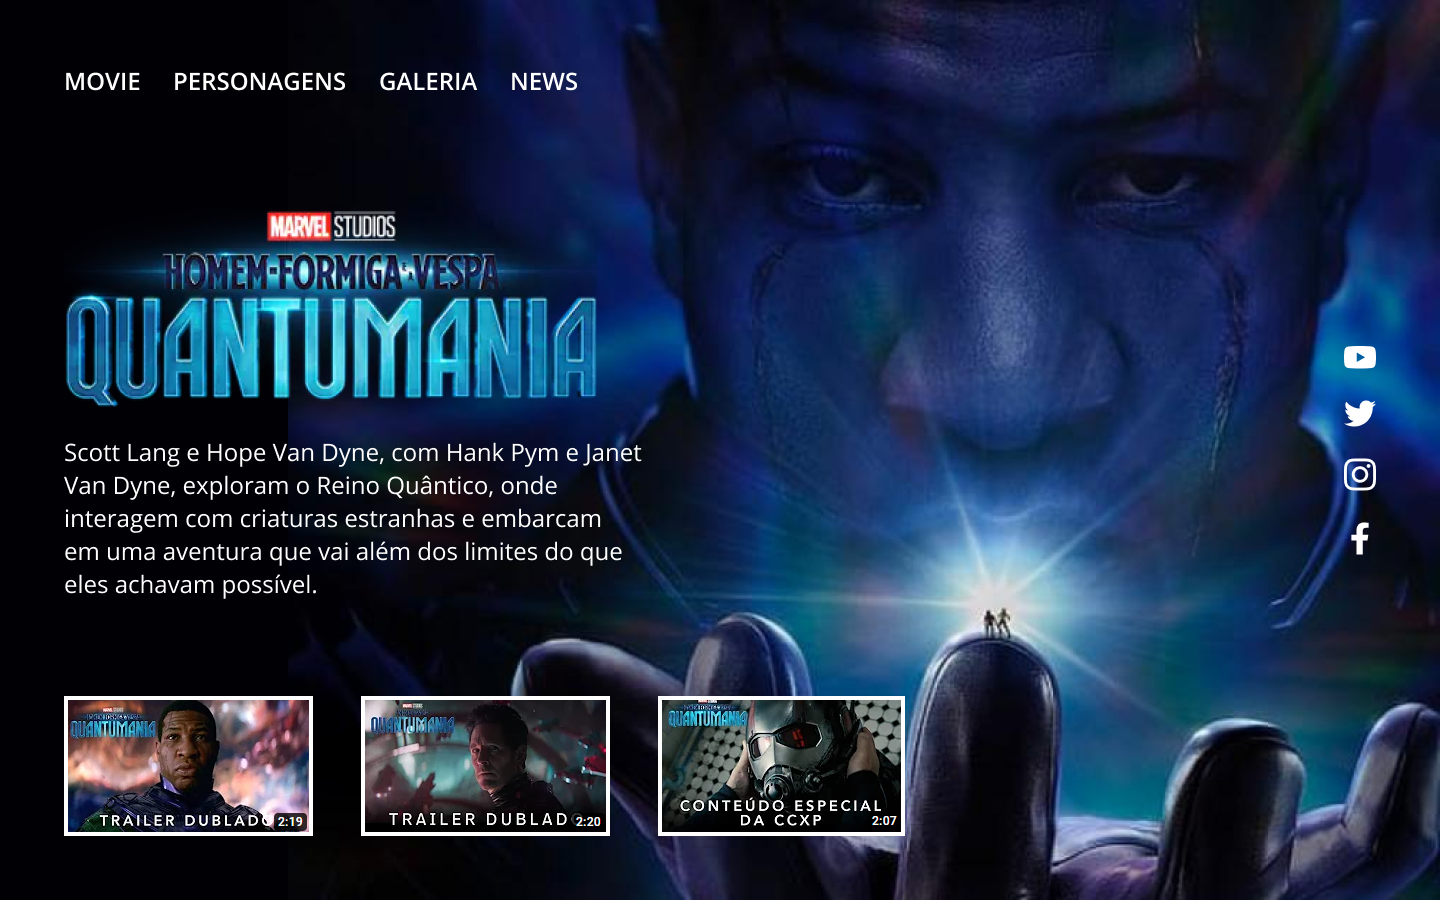 MOVIE PERSONAGENS GALERIA NEWS
MARVEL STUDIOS
HOMEM-FORMIGA E A VESPA
QUANTUMANIA
Scott Lang e Hope Van Dyne, com Hank Pym e Janet
Van Dyne, exploram o Reino Quântico, onde
interagem com criaturas estranhas e embarcam
em uma aventura que vai além dos limites do que
eles achavam possível.
QUANTUMANIA
TRAILER DUBLADO 2:19
QUANTUMANIA
TRAILER DUBLAD 2:20
QUANTUMANIA
CONTEÚDO ESPECIAL
DA CCXP 2:07